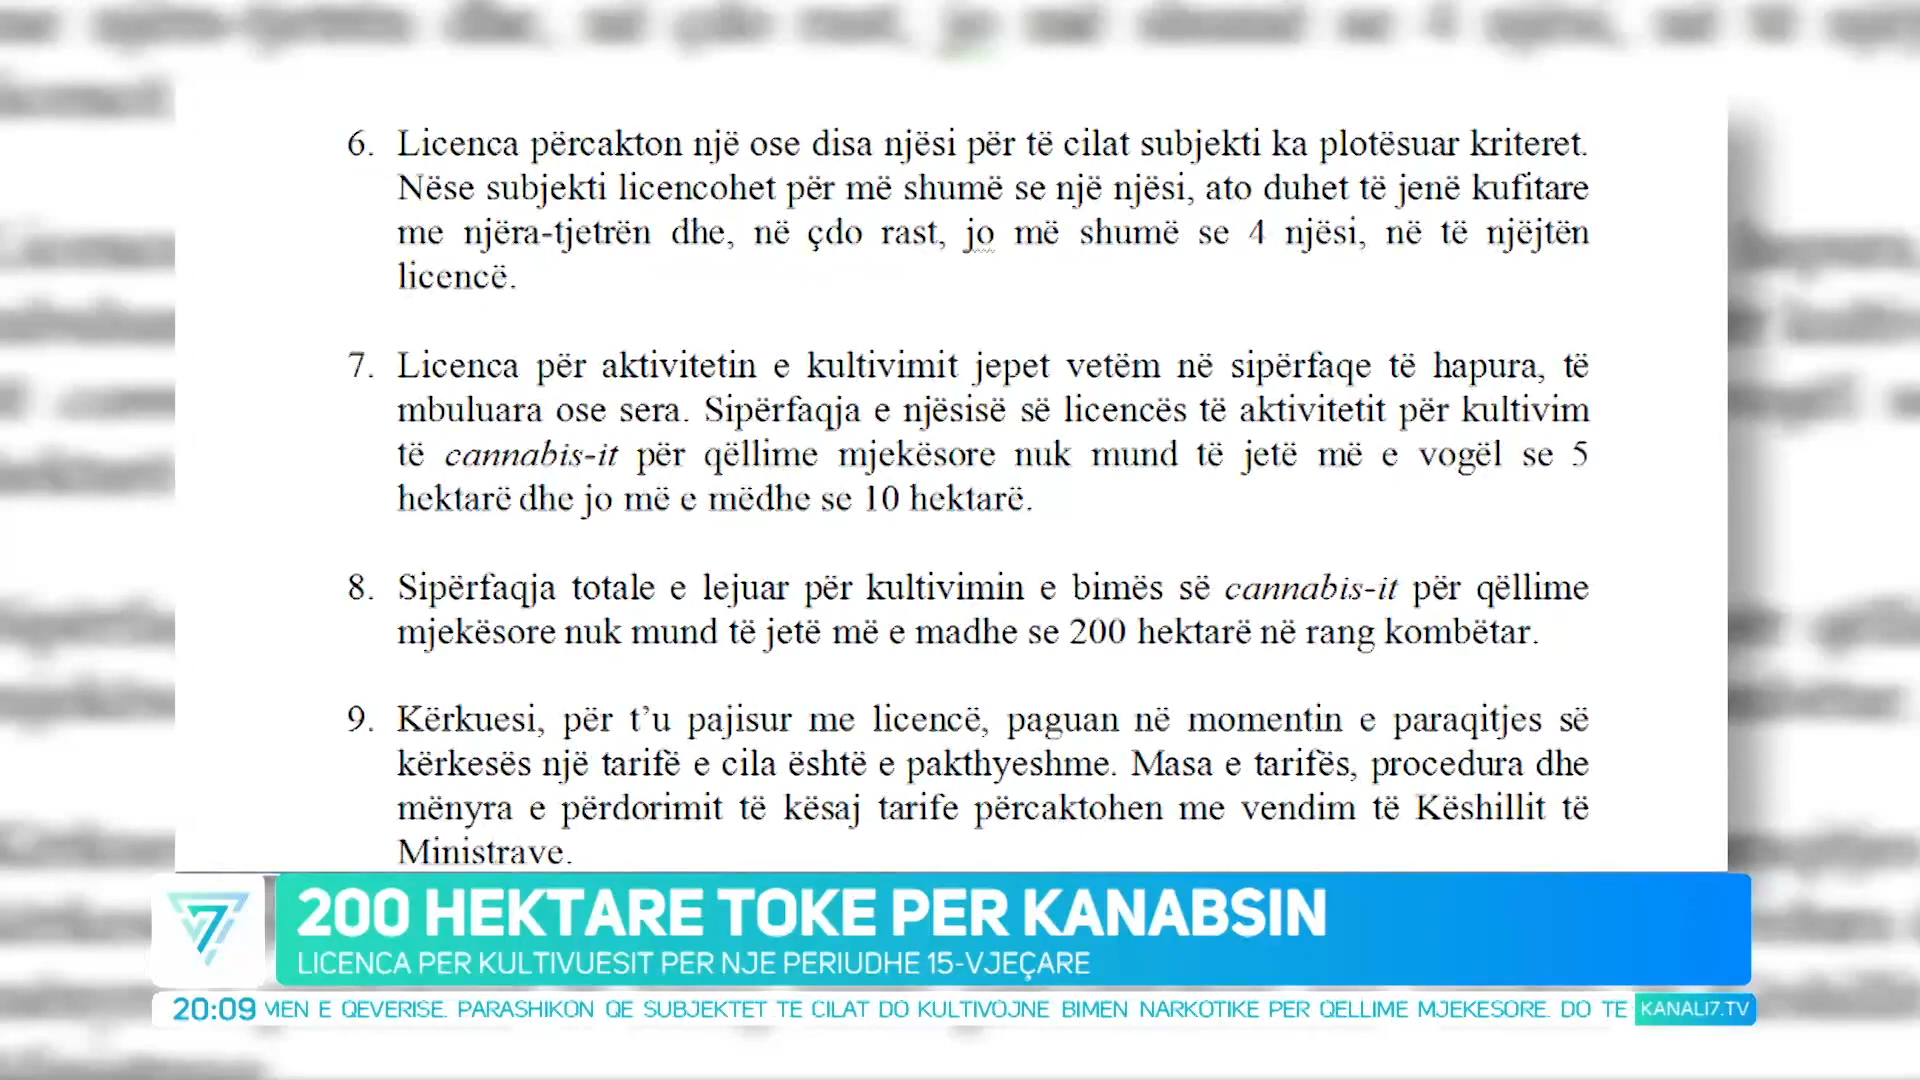 6. Licenca përcakton një ose disa njësi për të cilat subjekti ka plotësuar kriteret.
Nëse subjekti licencohet për më shumë se një njësi, ato duhet të jenë kufitare
me njëra-tjetrën dhe, në çdo rast, jo më shumë se 4 njësi, në të njëjtën
licencë.
7. Licenca për aktivitetin e kultivimit jepet vetëm në sipërfaqe të hapura, të
mbuluara ose sera. Sipërfaqja e njësisë së licencës të aktivitetit për kultivim
të cannabis-it për qëllime mjekësore nuk mund të jetë më e vogël se 5
hektarë dhe jo më e mëdhe se 10 hektarë.
8. Sipërfaqja totale e lejuar për kultivimin e bimës së cannabis-it për qëllime
mjekësore nuk mund të jetë më e madhe se 200 hektarë në rang kombëtar.
9. Kërkuesi, për t’u pajisur me licencë, paguan në momentin e paraqitjes së
kërkesës një tarifë e cila është e pakthyeshme. Masa e tarifës, procedura dhe
mënyra e përdorimit të kësaj tarife përcaktohen me vendim të Këshillit të
Ministrave.
200 HEKTARE TOKE PER KANABSIN
LICENCA PER KULTIVUESIT PER NJE PERIUDHE 15-VJEÇARE
20:09 MEN E QEVERISE. PARASHIKON QE SUBJEKTET TE CILAT DO KULTIVOJNE BIMEN NARKOTIKE PER QELLIME MJEKESORE. DO TE KANALI7.TV